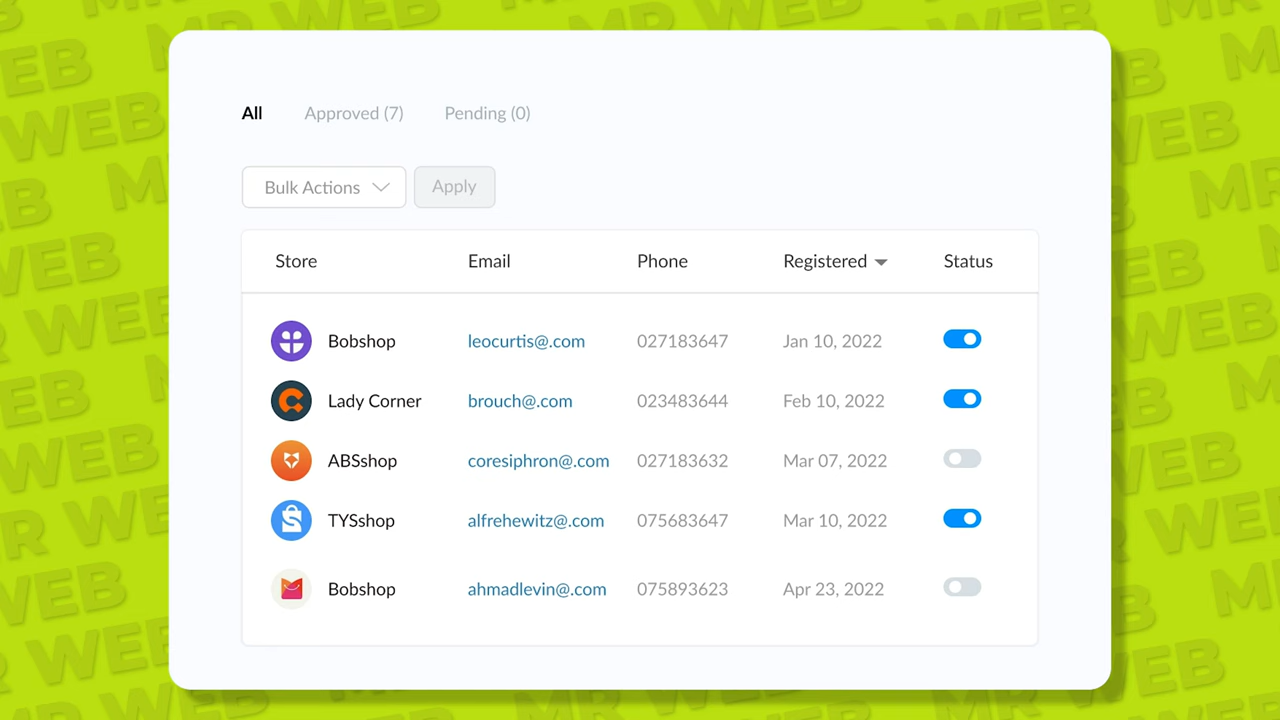 All Approved (7) Pending (0)
Bulk Actions Apply
Store Email Phone Registered Status
Bobshop leocurtis@.com 027183647 Jan 10, 2022
Lady Corner brouch@.com 023483644 Feb 10, 2022
ABSshop coresiphron@.com 027183632 Mar 07, 2022
TYSshop alfrehewitz@.com 075683647 Mar 10, 2022
Bobshop ahmadlevin@.com 075893623 Apr 23, 2022
MR WEB